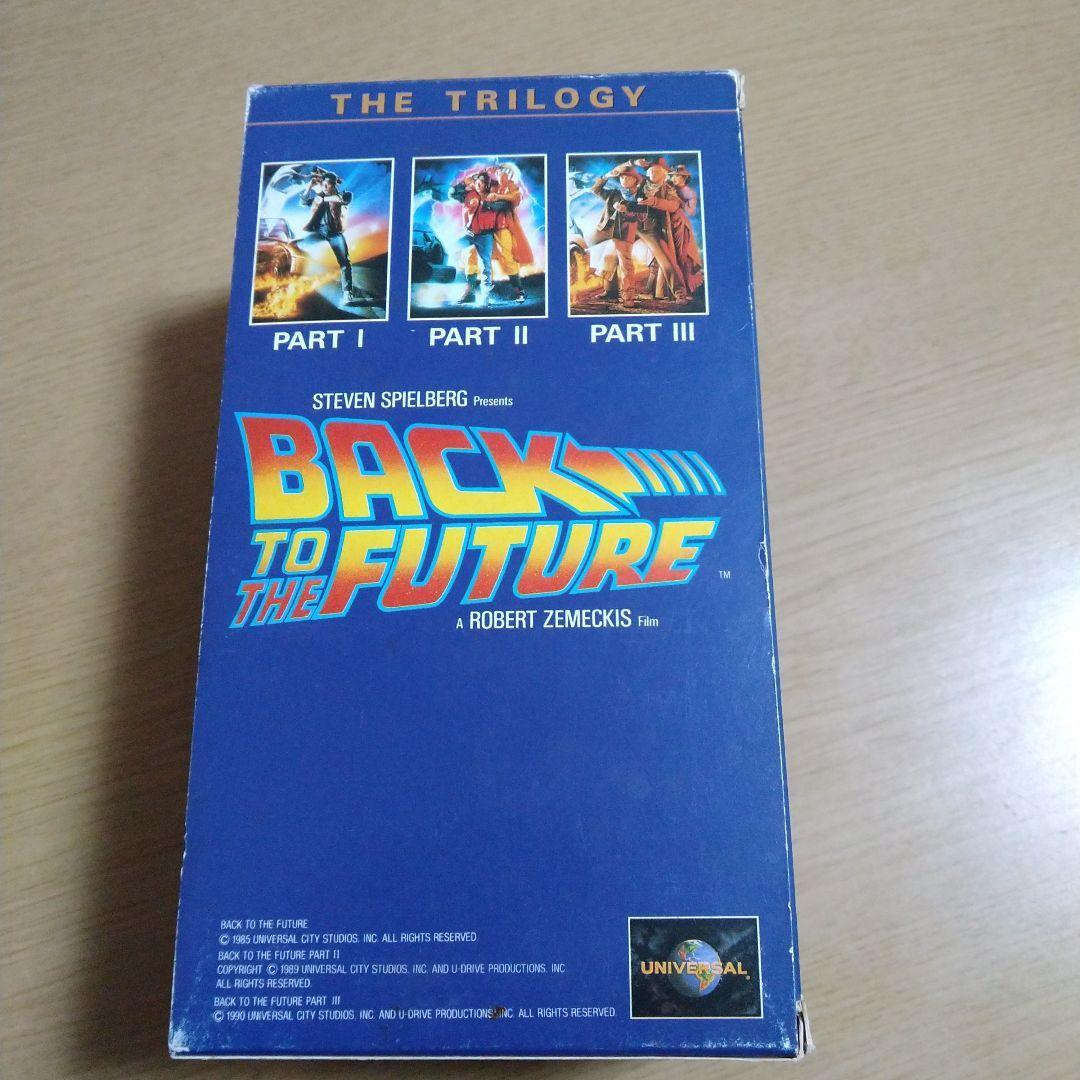 THE TRILOGY
PART I PART II PART III
STEVEN SPIELBERG Presents
BACK
TO
THE FUTURE ™
A ROBERT ZEMECKIS Film
BACK TO THE FUTURE
© 1985 UNIVERSAL CITY STUDIOS, INC. ALL RIGHTS RESERVED
BACK TO THE FUTURE PART II
COPYRIGHT © 1989 UNIVERSAL CITY STUDIOS, INC. AND U-DRIVE PRODUCTIONS, INC
ALL RIGHTS RESERVED.
BACK TO THE FUTURE PART III
© 1990 UNIVERSAL CITY STUDIOS, INC. AND U-DRIVE PRODUCTIONS, INC. ALL RIGHTS RESERVED.
UNIVERSAL®